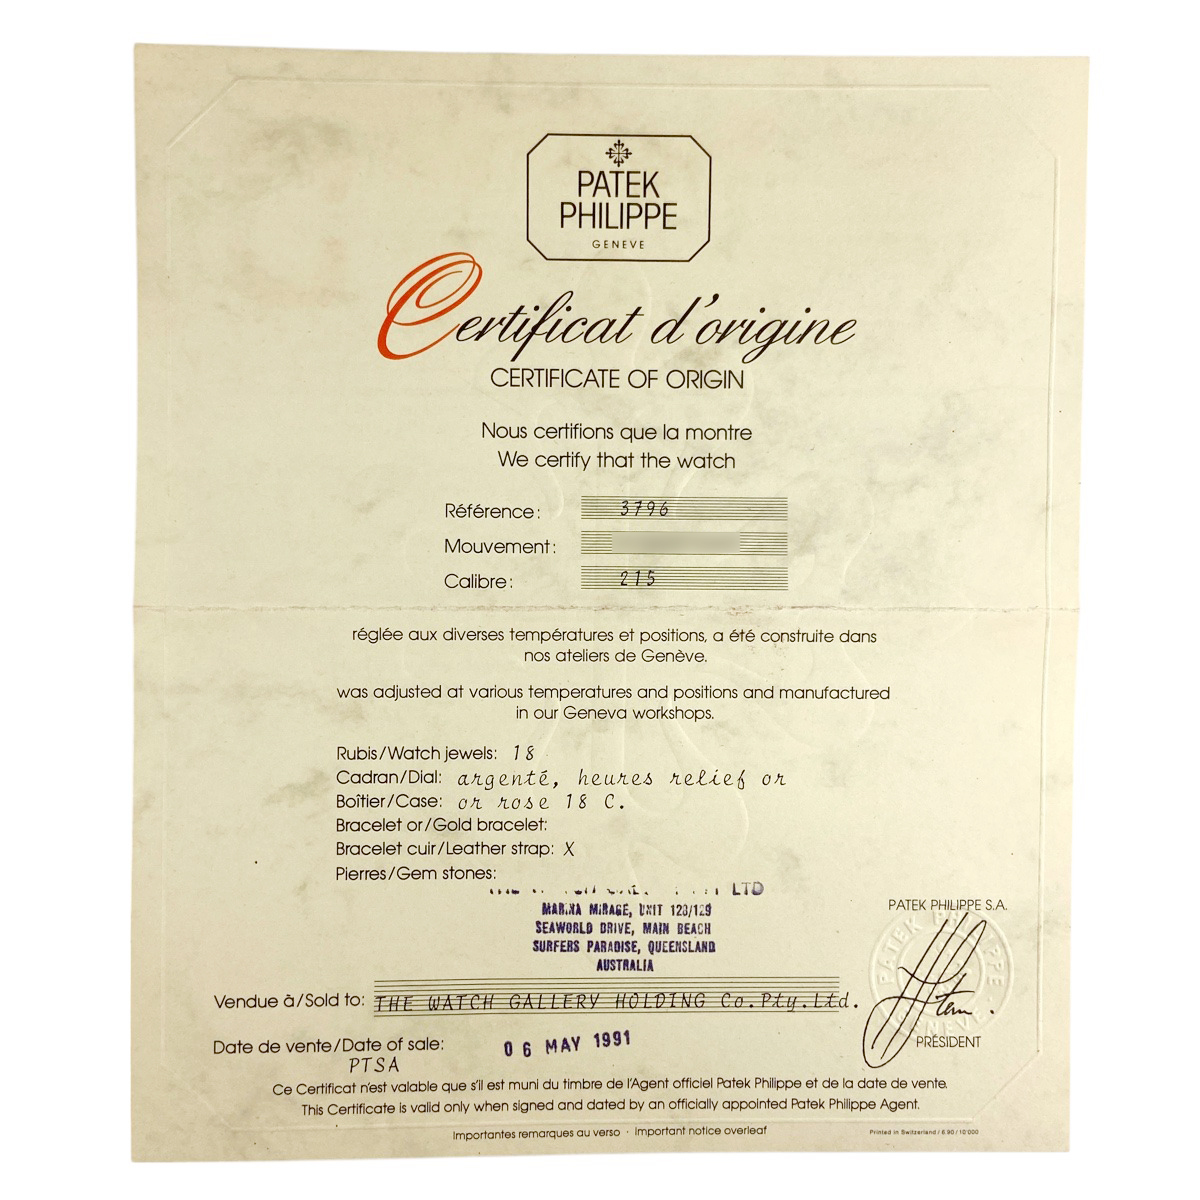 PATEK
PHILIPPE
GENEVE
Certificat d'origine
CERTIFICATE OF ORIGIN
Nous certifions que la montre
We certify that the watch
Référence: 3796
Mouvement:
Calibre: 215
réglée aux diverses températures et positions, a été construite dans
nos ateliers de Genève.
was adjusted at various temperatures and positions and manufactured
in our Geneva workshops.
Rubis/Watch jewels: 18
Cadran/Dial: argenté, heures relief or
Boîtier/Case: or rose 18 C.
Bracelet or/Gold bracelet:
Bracelet cuir/Leather strap: X
Pierres/Gem stones:
LTD
MARINA MIRAGE, UNIT 128/129
SEAWORLD DRIVE, MAIN BEACH
SURFERS PARADISE, QUEENSLAND
AUSTRALIA
PATEK PHILIPPE S.A.
PATEK PHILIPPE GENEVE
Vendue à/Sold to: THE WATCH GALLERY HOLDING Co.Pty.Ltd.
PRÉSIDENT
Date de vente/Date of sale: 06 MAY 1991
PTSA
Ce Certificat n'est valable que s'il est muni du timbre de l'Agent officiel Patek Philippe et de la date de vente.
This Certificate is valid only when signed and dated by an officially appointed Patek Philippe Agent.
Importantes remarques au verso · Important notice overleaf
Printed in Switzerland / 6.90 / 10'000